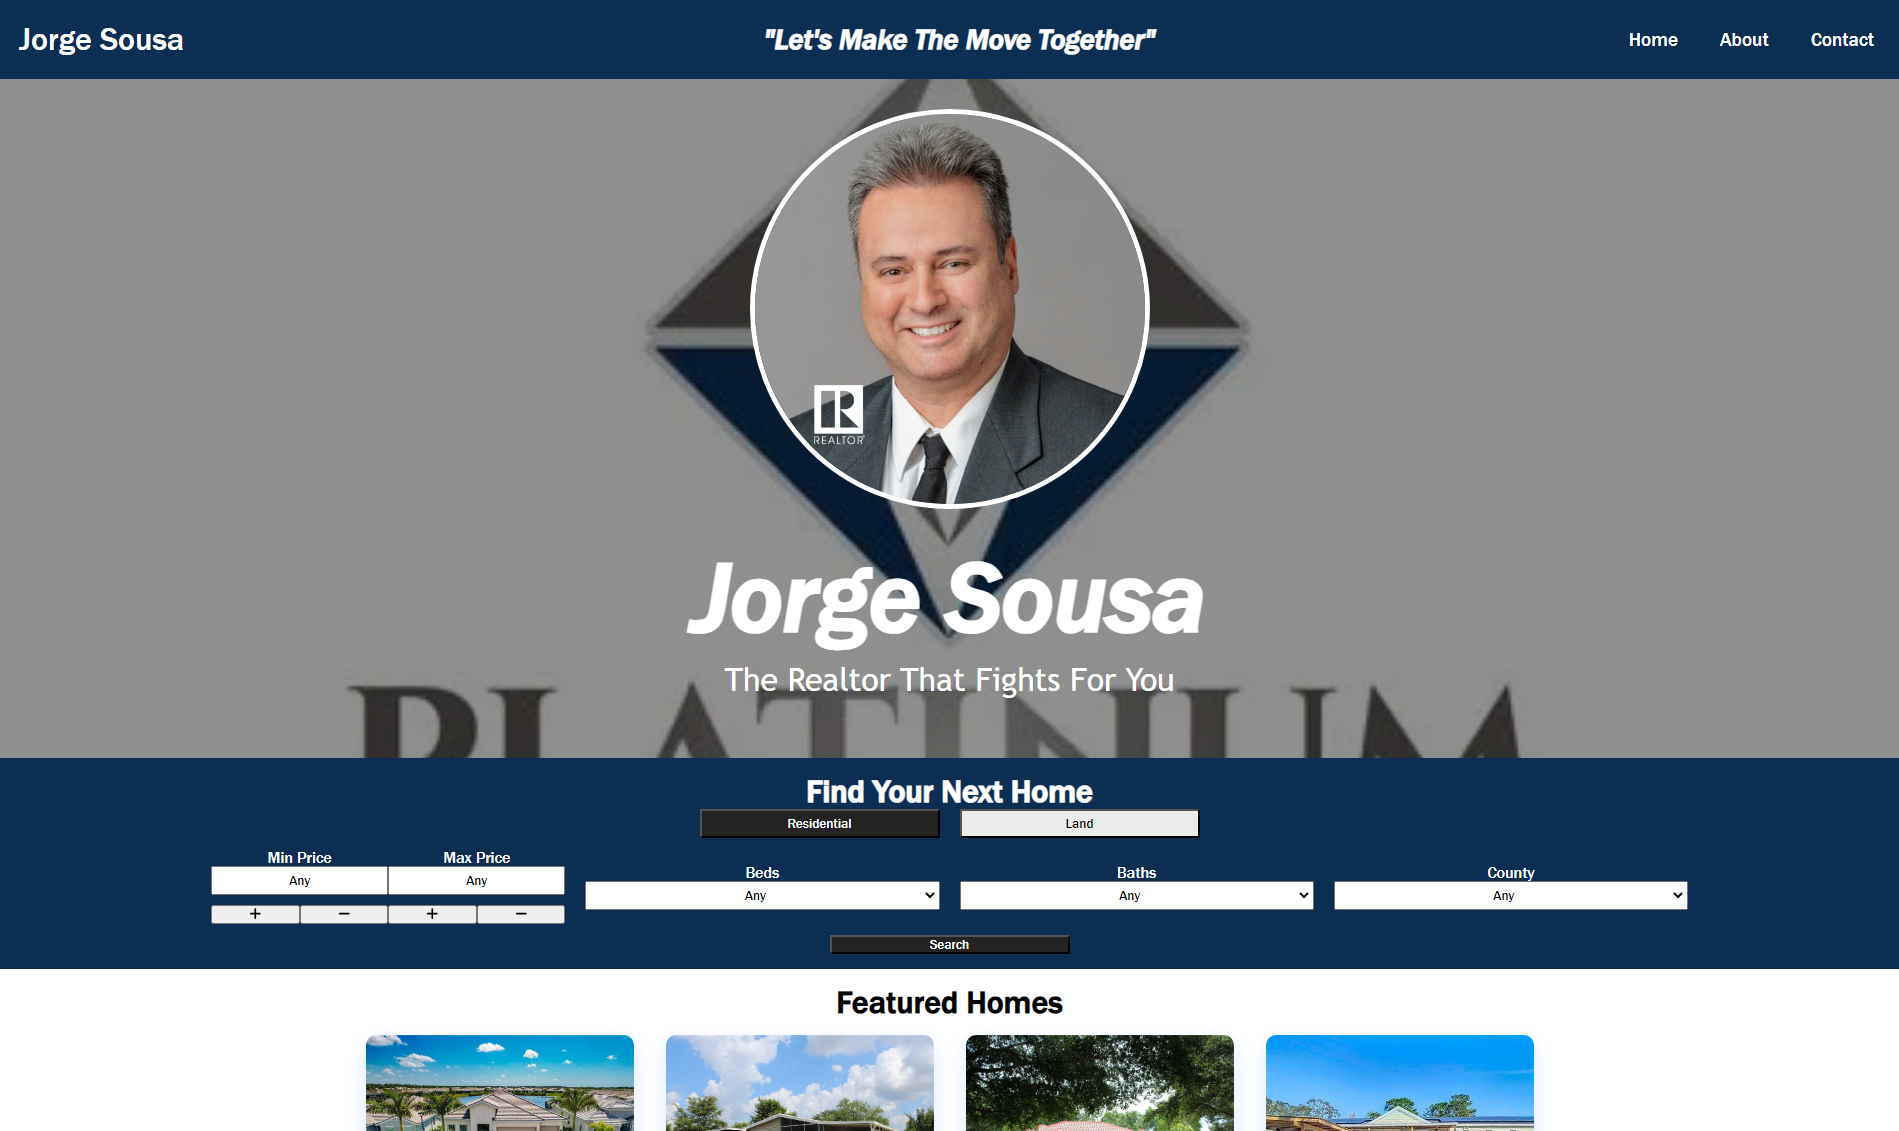 Jorge Sousa
"Let's Make The Move Together"
Home About Contact
REALTOR
Jorge Sousa
The Realtor That Fights For You
PLATINUM
Find Your Next Home
Residential Land
Min Price Max Price Beds Baths County
Any Any Any Any Any
+ − + −
Search
Featured Homes